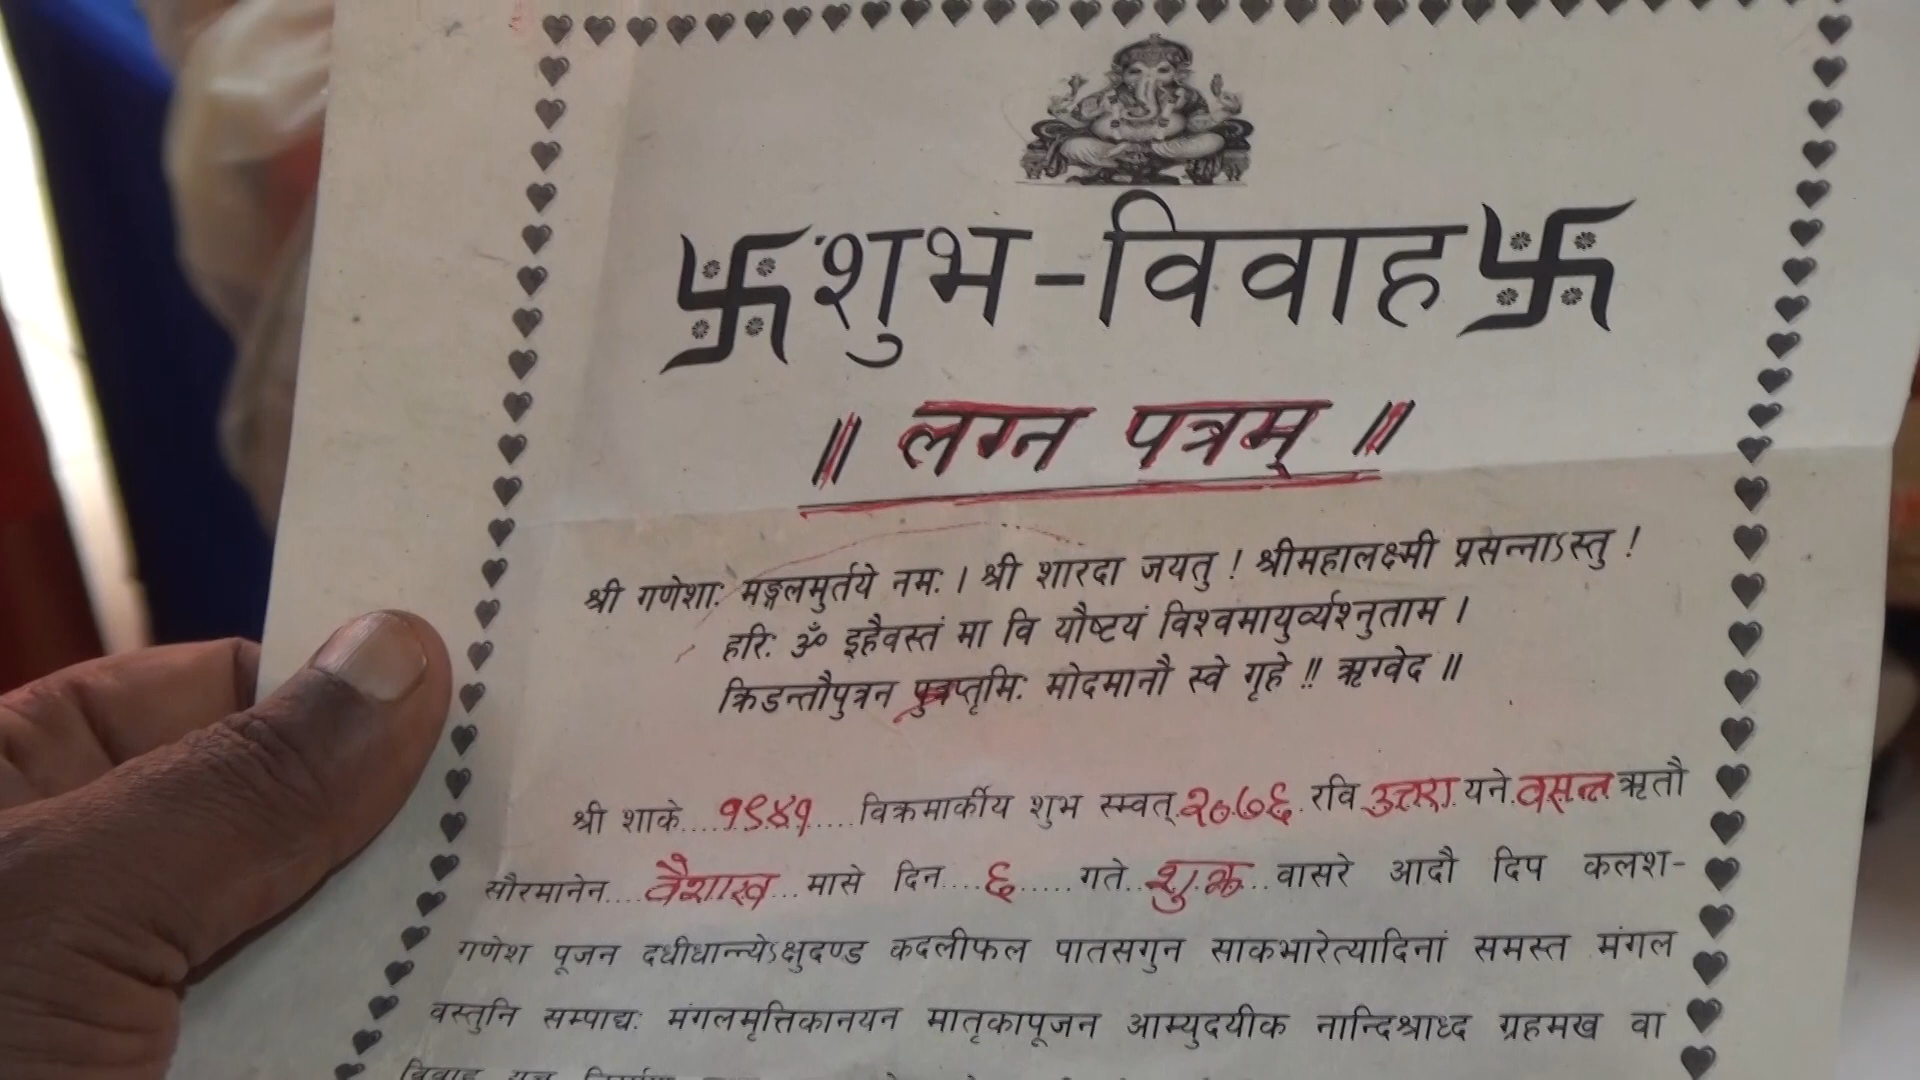 शुभ-विवाह
॥ लग्न पत्रम् ॥
श्री गणेशाः मङ्गलमुर्तये नमः । श्री शारदा जयतु ! श्रीमहालक्ष्मी प्रसन्नाऽस्तु !
हरिः ॐ इहैवस्तं मा वि यौष्टयं विश्वमायुर्व्यश्नुताम ।
क्रिडन्तौपुत्रन प्तृमिः मोदमानौ स्वे गृहे !! ऋग्वेद ॥
श्री शाके....१९४१....विक्रमार्कीय शुभ स्म्वत्.२०७६. रवि उत्तरा यने.वसन्त ऋतौ
सौरमानेन....वैशाख...मासे दिन....६.....गते..शुक्र..वासरे आदौ दिप कलश-
गणेश पूजन दधीधान्न्येऽक्षुदण्ड कदलीफल पातसगुन साकभारेत्यादिनां समस्त मंगल
वस्तुनि सम्पाद्यः मंगलमृत्तिकानयन मातृकापूजन आम्युदयीक नान्दिश्राध्द ग्रहमख वा